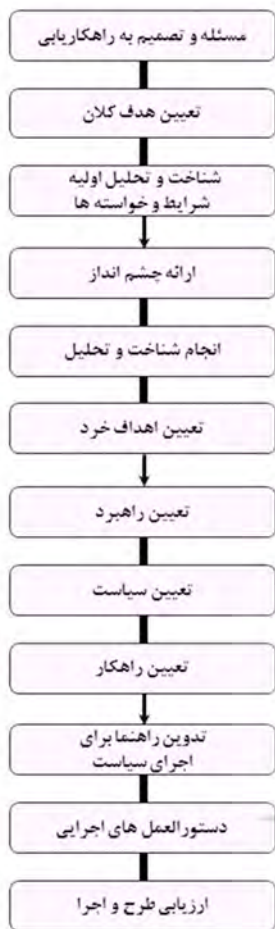 مسئله و تصمیم به راهکاریابی
تعیین هدف کلان
شناخت و تحلیل اولیه
شرایط و خواسته ها
ارائه چشم انداز
انجام شناخت و تحلیل
تعیین اهداف خرد
تعیین راهبرد
تعیین سیاست
تعیین راهکار
تدوین راهنما برای
اجرای سیاست
دستورالعمل های اجرایی
ارزیابی طرح و اجرا